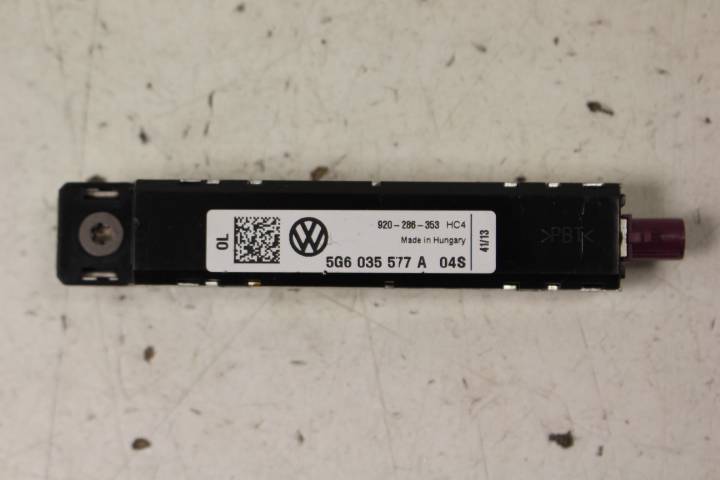 OL
920-286-353 HC4
Made in Hungary
5G6 035 577 A 04S
41/13
>PBT<